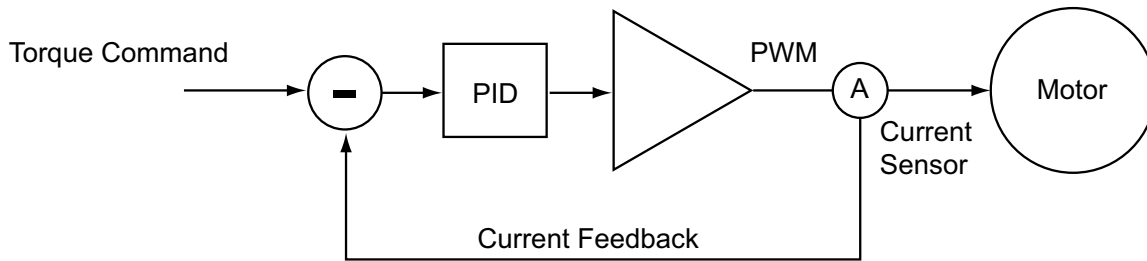 Torque Command
-
PID
PWM
A
Current
Sensor
Motor
Current Feedback